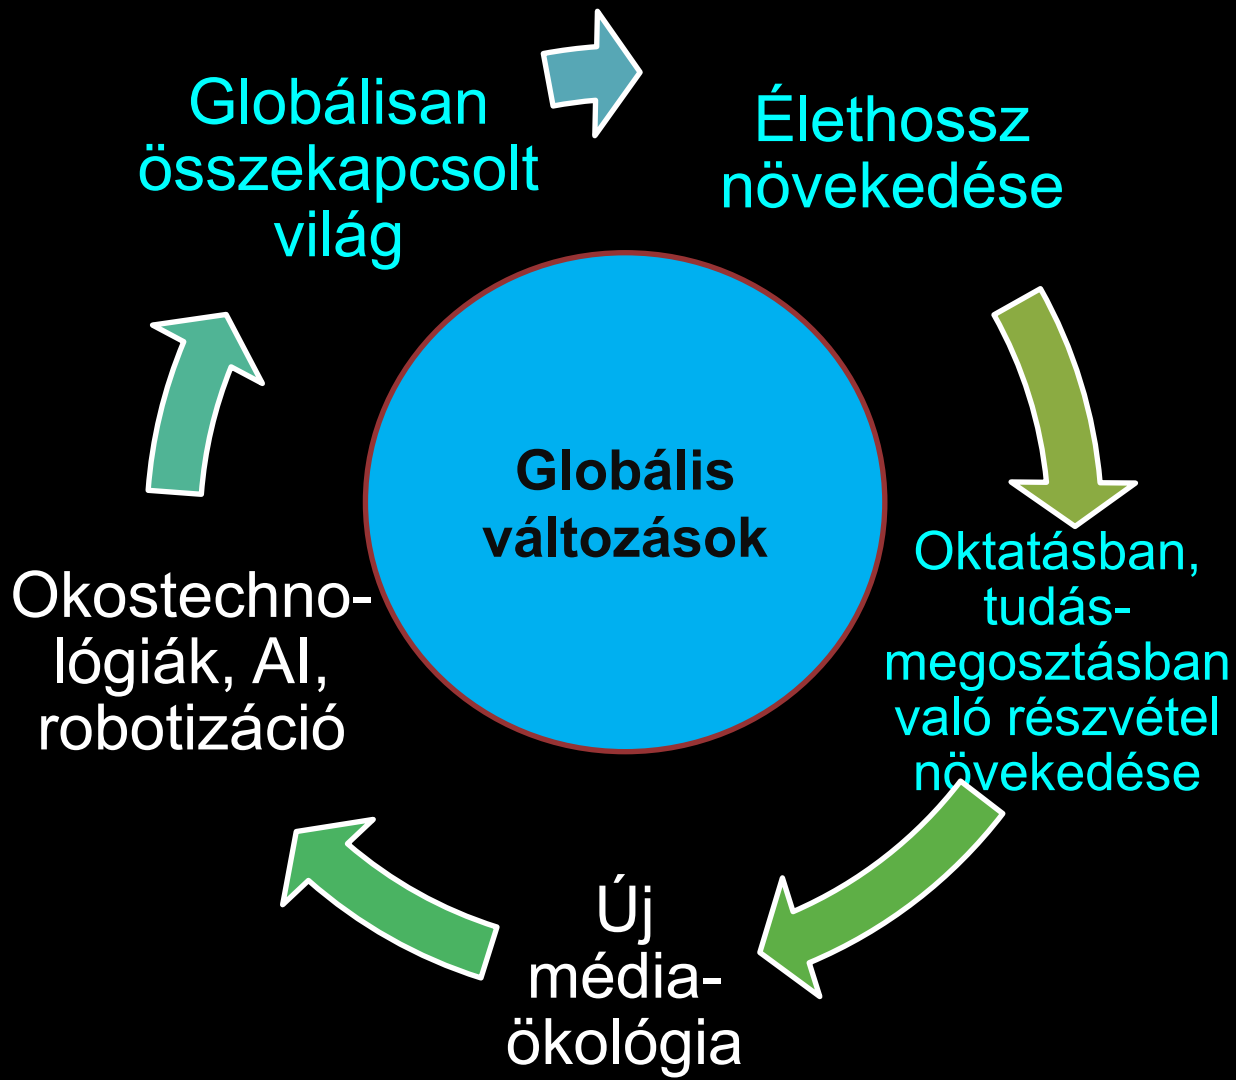 Globálisan
összekapcsolt
világ
Élethossz
növekedése
Globális
változások
Oktatásban,
tudás-
megosztásban
való részvétel
növekedése
Okostechno-
lógiák, AI,
robotizáció
Új
média-
ökológia